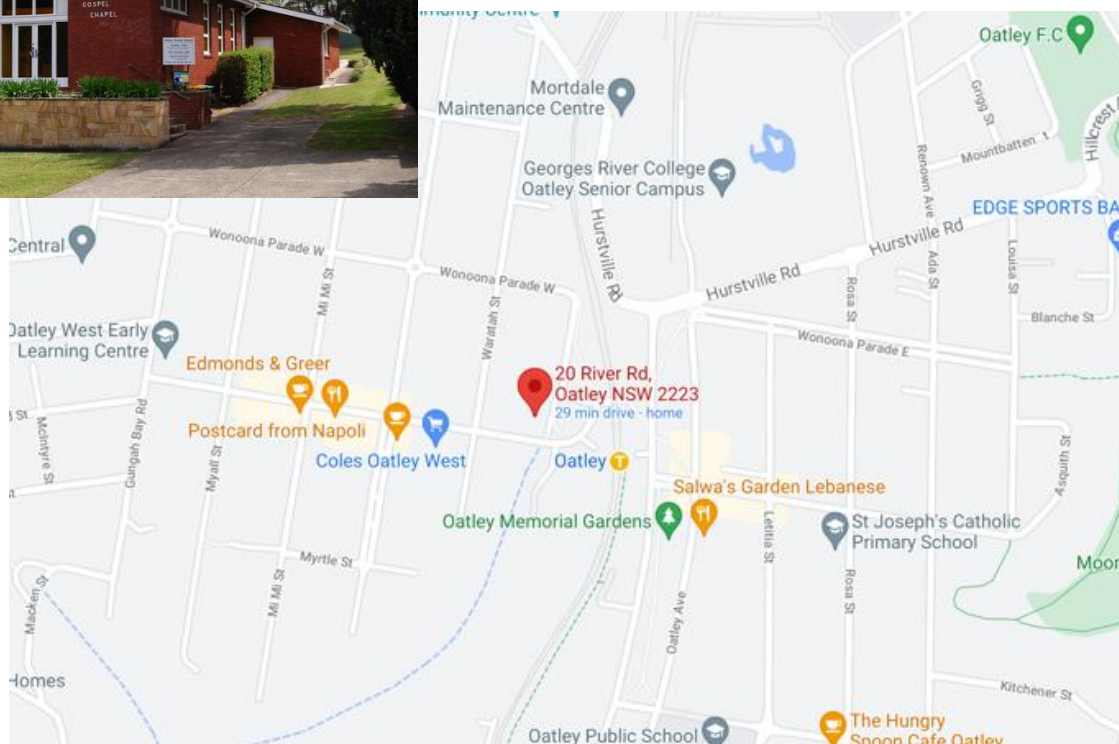 GOSPEL
CHAPEL
Oatley F.C
Mortdale
Maintenance Centre
Grigg St
Mountbatten
Hillcrest
Georges River College
Oatley Senior Campus
Renown Ave
EDGE SPORTS BA
Central
Wonoona Parade W
Hurstville Rd
Hurstville Rd
Hurstville Rd
Wonoona Parade W
Mi Mi St
Ada St
Louisa St
Rosa St
Waratah St
Blanche St
Oatley West Early
Learning Centre
Wonoona Parade E
Edmonds & Greer
20 River Rd,
Oatley NSW 2223
29 min drive - home
McIntyre St
Gungah Bay Rd
Postcard from Napoli
Coles Oatley West
Oatley
T
Myall St
Asquith St
Salwa's Garden Lebanese
Oatley Memorial Gardens
Letitia St
St Joseph's Catholic
Primary School
Myrtle St
Mi Mi St
Macken St
Oatley Ave
Rosa St
Moor
Homes
Kitchener St
Oatley Public School
The Hungry
Spoon Cafe Oatley